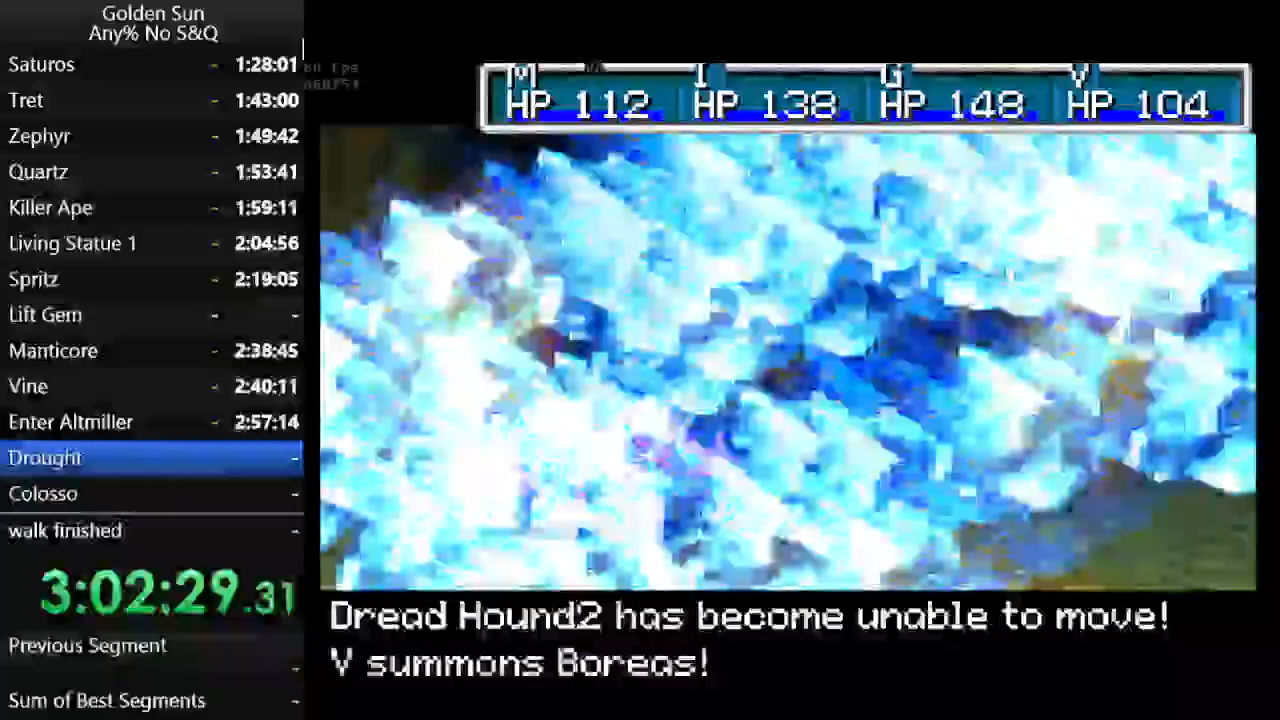 Golden Sun
Any% No S&Q
Saturos - 1:28:01
Tret - 1:43:00
Zephyr - 1:49:42
Quartz - 1:53:41
Killer Ape - 1:59:11
Living Statue 1 - 2:04:56
Spritz - 2:19:05
Lift Gem - -
Manticore - 2:38:45
Vine - 2:40:11
Enter Altmiller - 2:57:14
Drought -
Colosso -
walk finished -
3:02:29.31
Previous Segment
-
Sum of Best Segments -
M I G V
HP 112 HP 138 HP 148 HP 104
Dread Hound2 has become unable to move!
V summons Boreas!